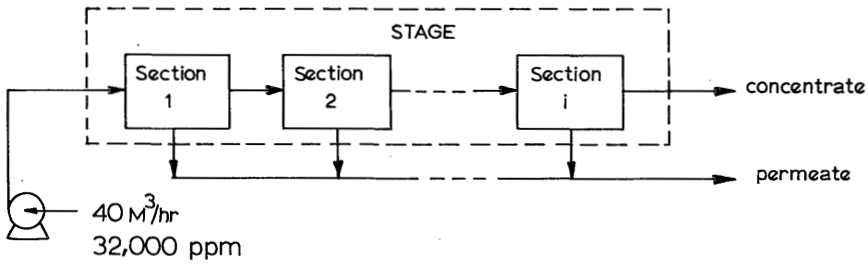 STAGE
Section
1
Section
2
Section
i
concentrate
permeate
40 M³/hr
32,000 ppm